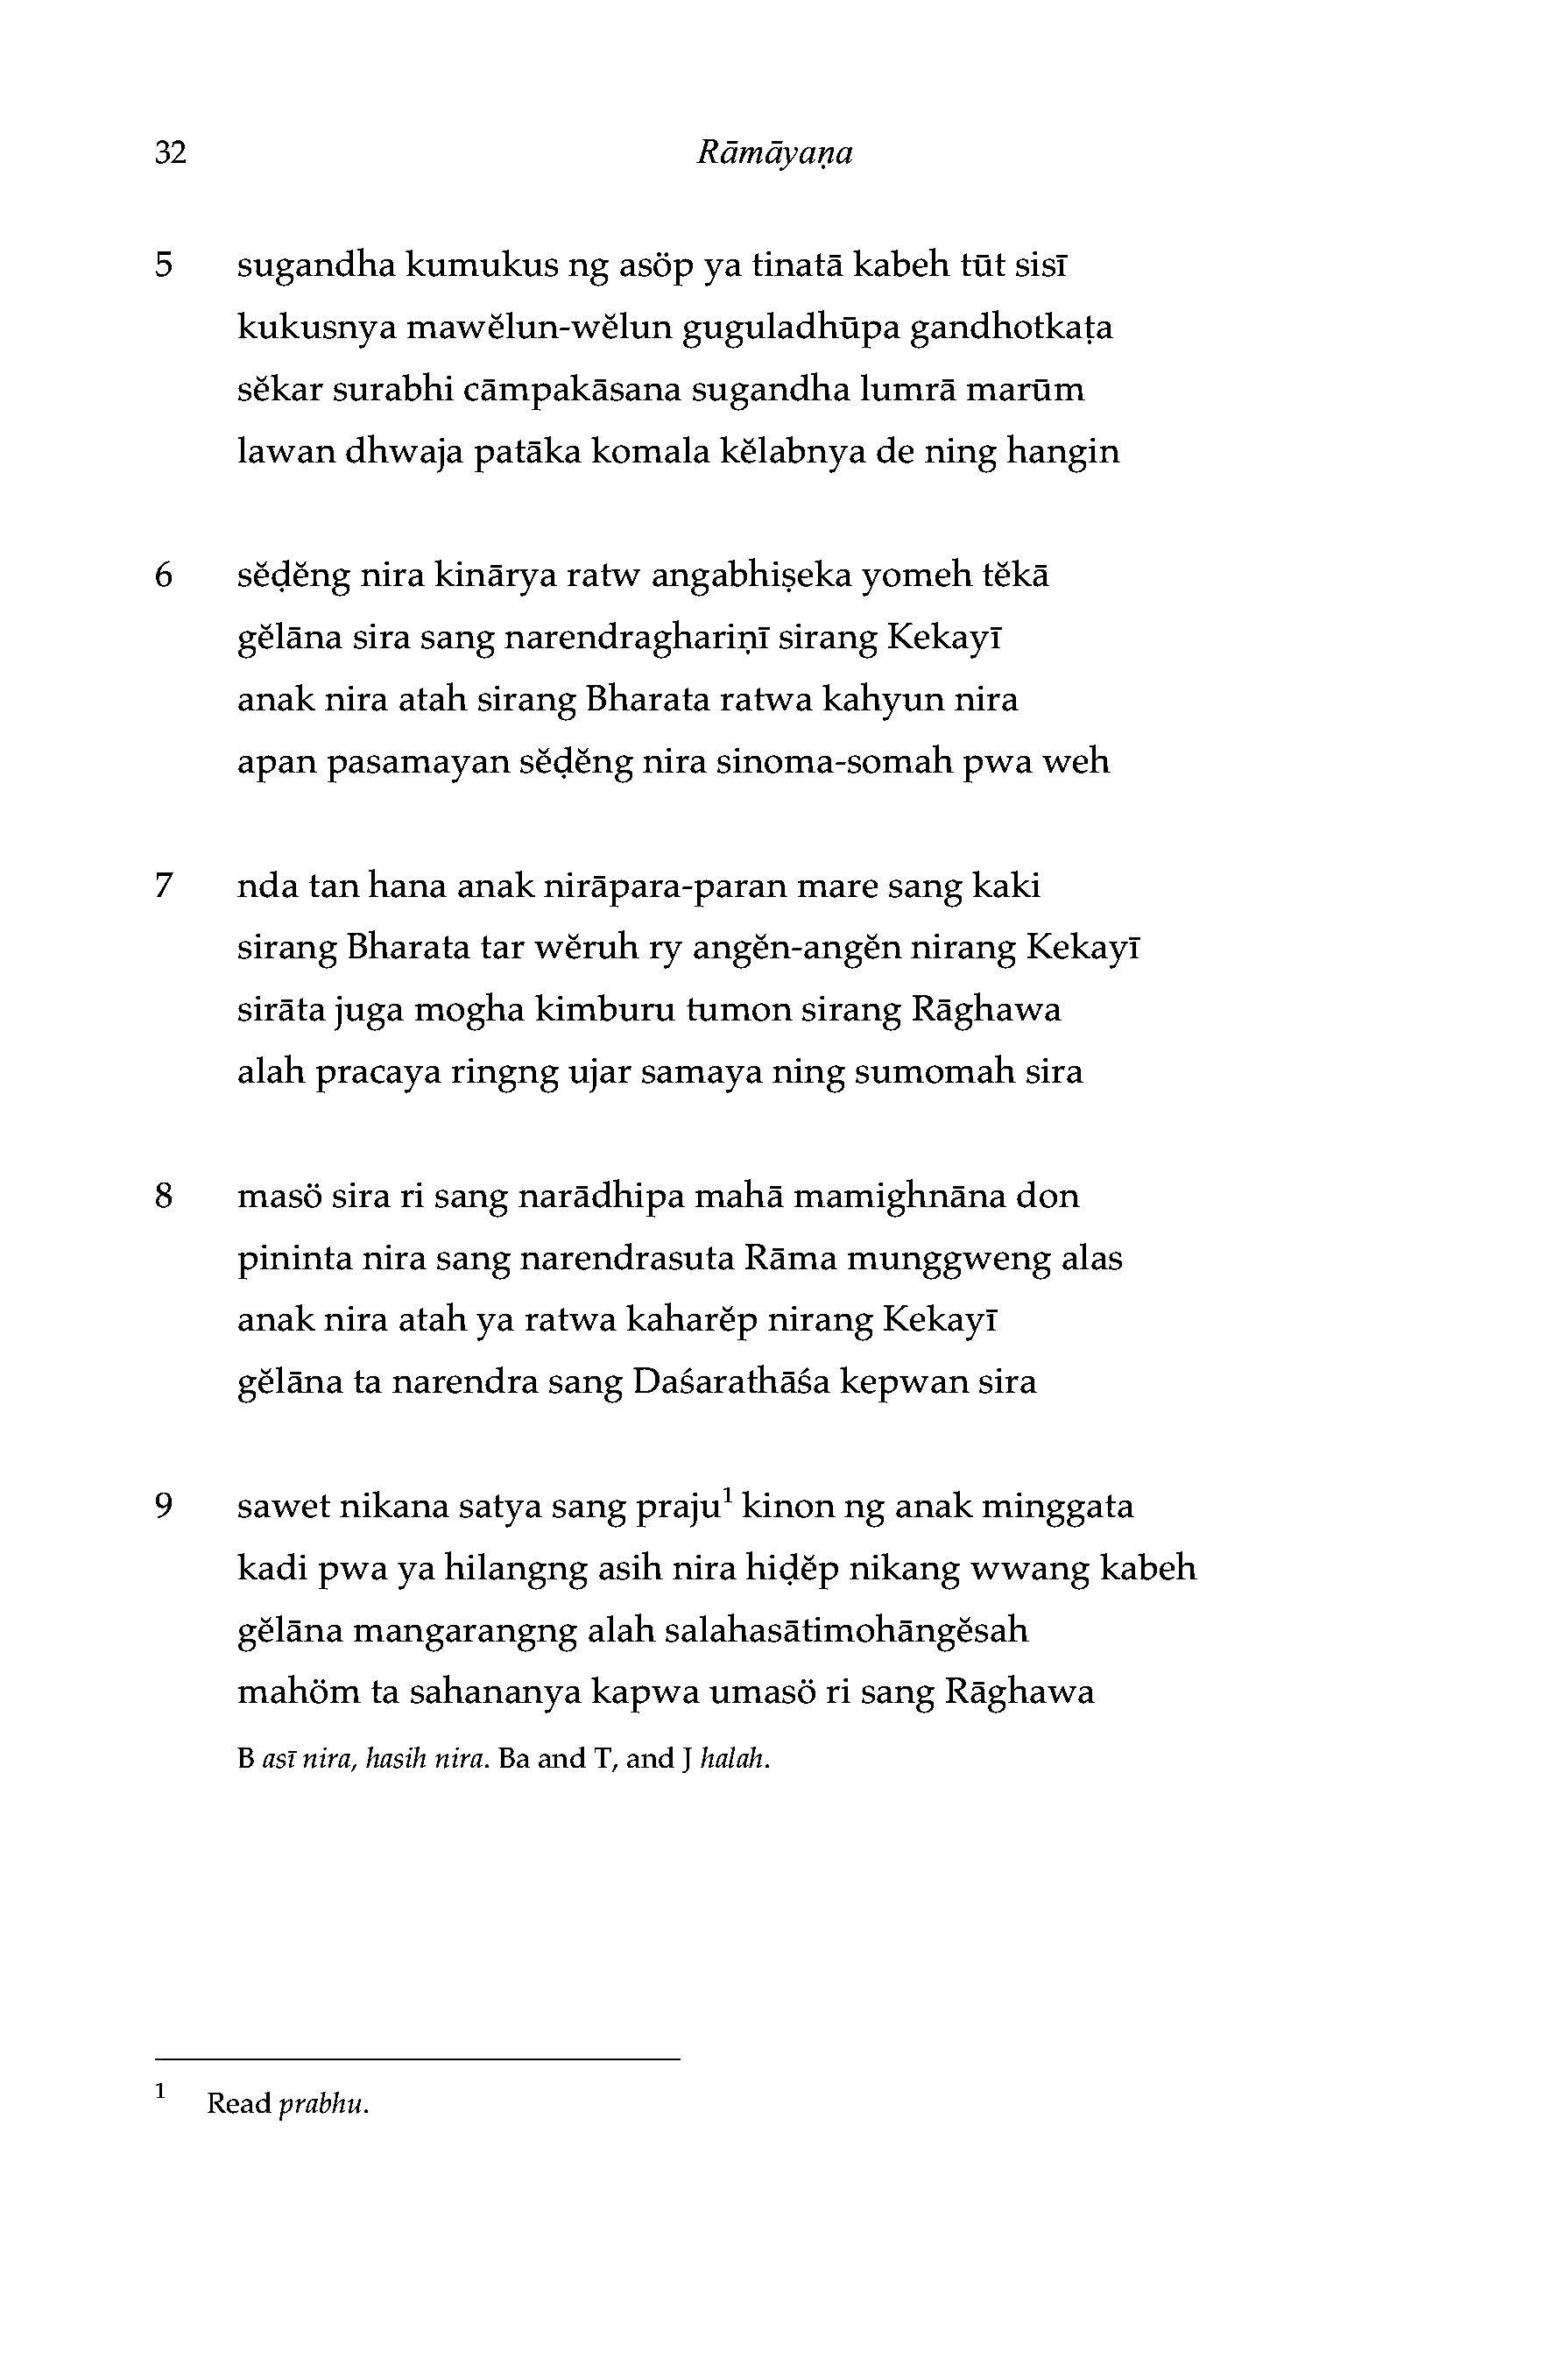 32 Rāmāyaṇa
5 sugandha kumukus ng asöp ya tinatā kabeh tūt sisī
kukusnya mawĕlun-wĕlun guguladhūpa gandhotkaṭa
sĕkar surabhi cāmpakāsana sugandha lumrā marūm
lawan dhwaja patāka komala kĕlabnya de ning hangin
6 sĕḍĕng nira kinārya ratw angabhiṣeka yomeh tĕkā
gĕlāna sira sang narendraghariṇī sirang Kekayī
anak nira atah sirang Bharata ratwa kahyun nira
apan pasamayan sĕḍĕng nira sinoma-somah pwa weh
7 nda tan hana anak nirāpara-paran mare sang kaki
sirang Bharata tar wĕruh ry angĕn-angĕn nirang Kekayī
sirāta juga mogha kimburu tumon sirang Rāghawa
alah pracaya ringng ujar samaya ning sumomah sira
8 masö sira ri sang narādhipa mahā mamighnāna don
pininta nira sang narendrasuta Rāma munggweng alas
anak nira atah ya ratwa kaharĕp nirang Kekayī
gĕlāna ta narendra sang Daśarathāśa kepwan sira
9 sawet nikana satya sang praju¹ kinon ng anak minggata
kadi pwa ya hilangng asih nira hiḍĕp nikang wwang kabeh
gĕlāna mangarangng alah salahasātimohāngĕsah
mahöm ta sahananya kapwa umasö ri sang Rāghawa
B asī nira, hasih nira. Ba and T, and J halah.
¹ Read prabhu.